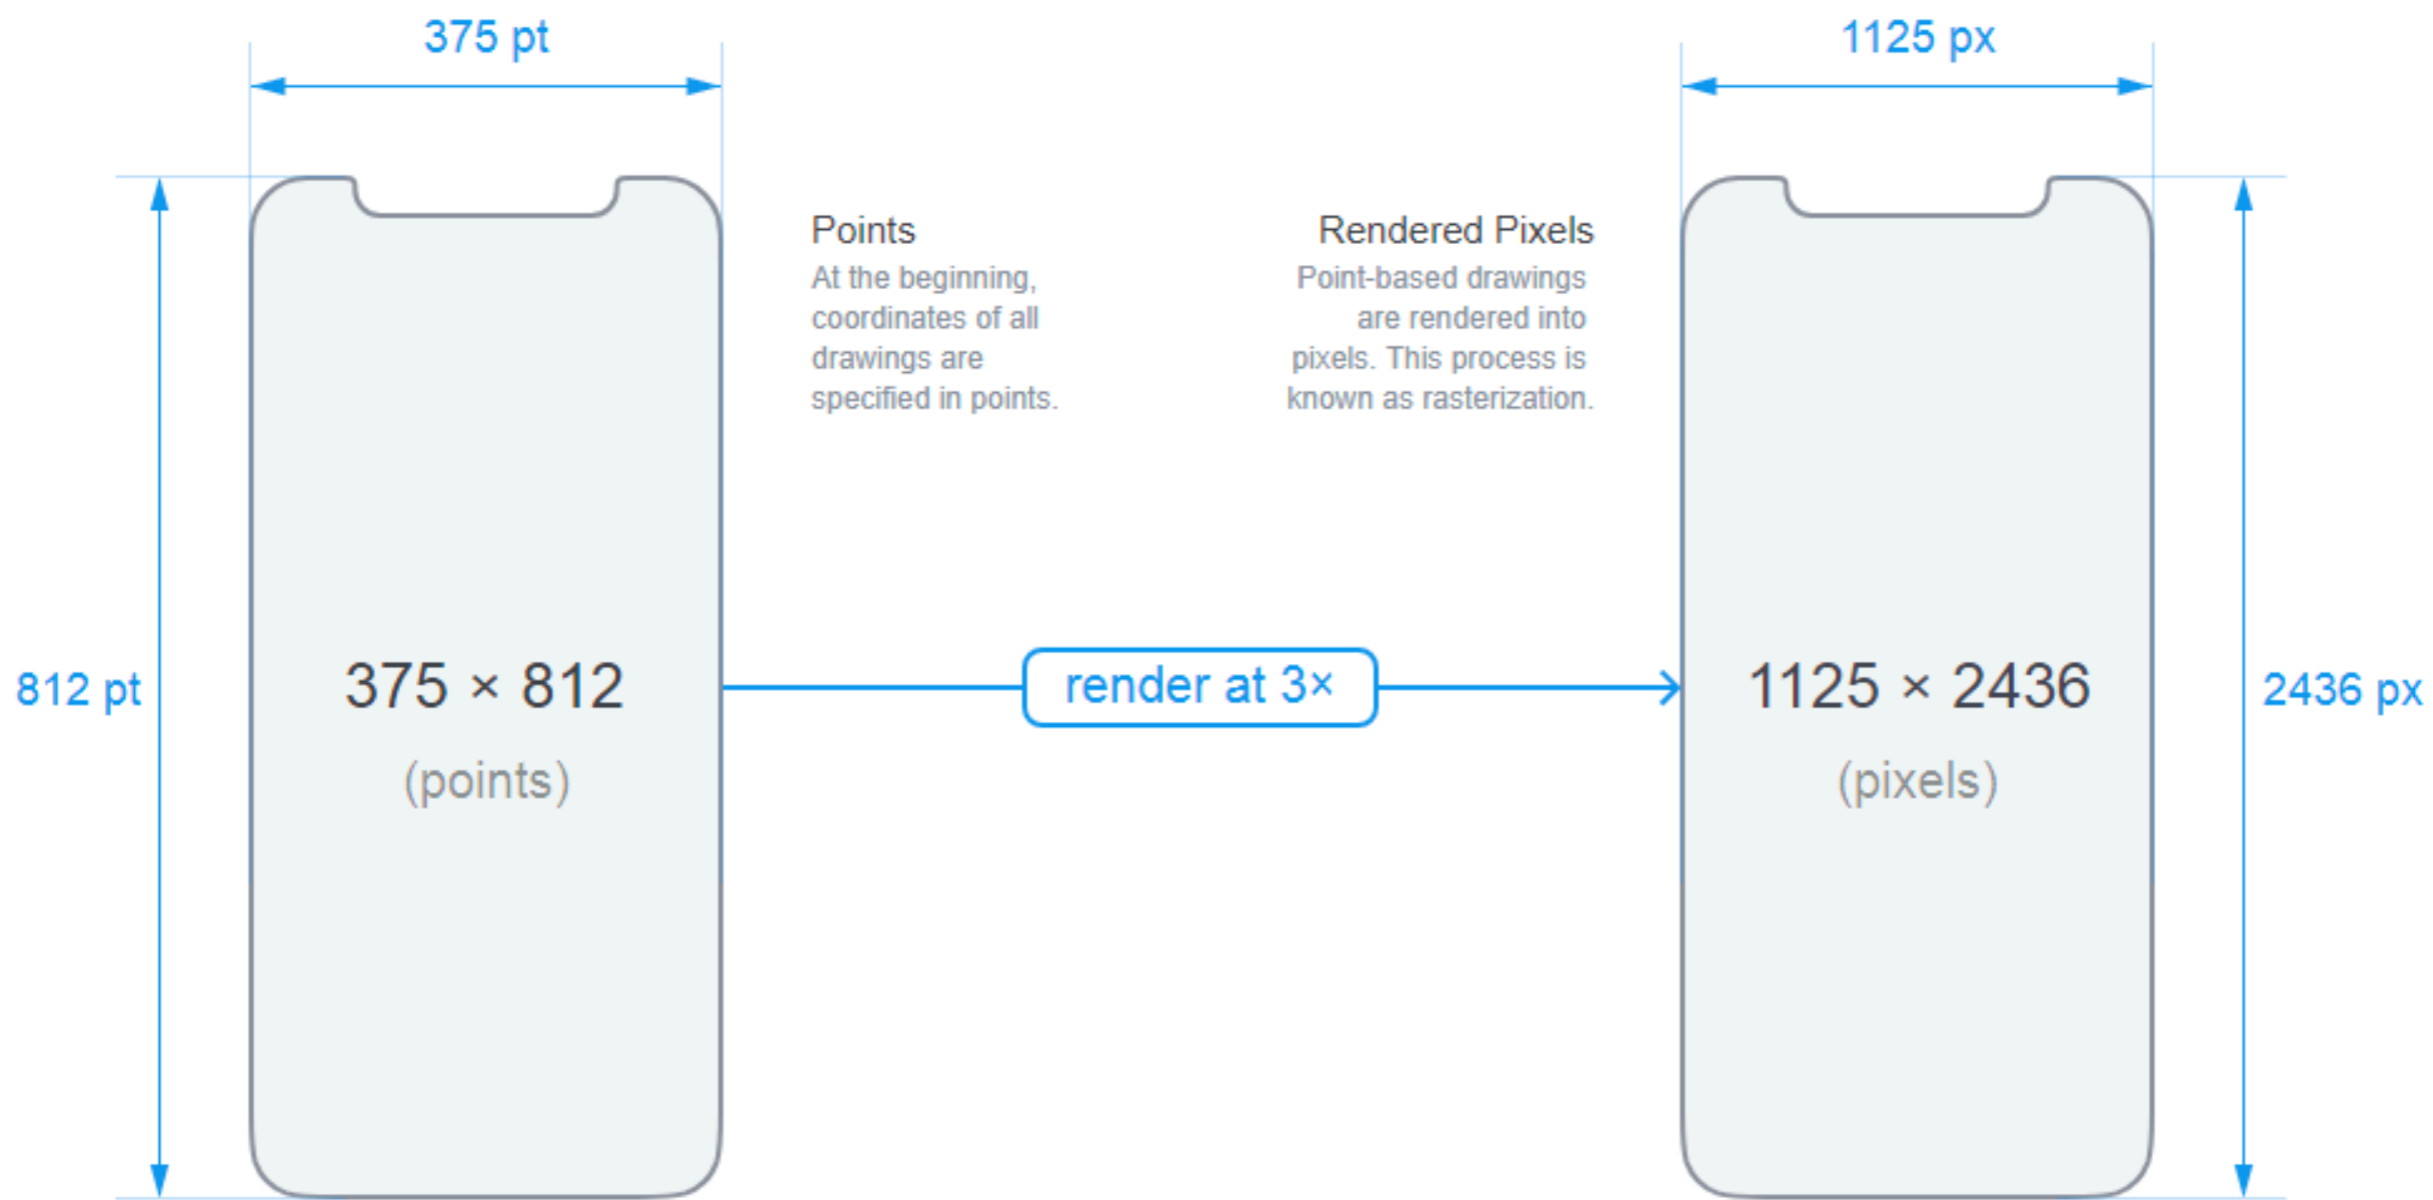 375 pt
1125 px
Points
At the beginning,
coordinates of all
drawings are
specified in points.
Rendered Pixels
Point-based drawings
are rendered into
pixels. This process is
known as rasterization.
812 pt
375 × 812
(points)
render at 3×
1125 × 2436
(pixels)
2436 px